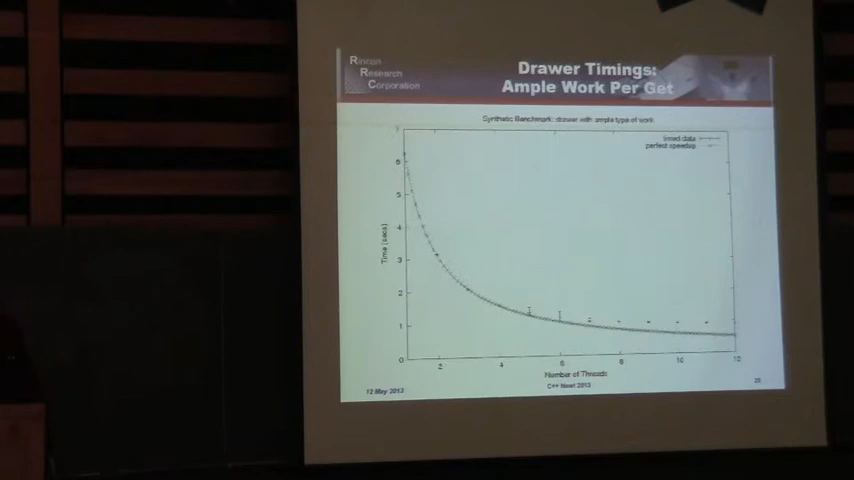 Rincon
Research
Corporation
Drawer Timings:
Ample Work Per Get
Synthetic Benchmark: drawer with ample type of work
timed data
perfect speedup
7
6
5
4
3
2
1
0
Time (secs)
2
4
6
8
10
12
Number of Threads
12 May 2013
C++ Now! 2013